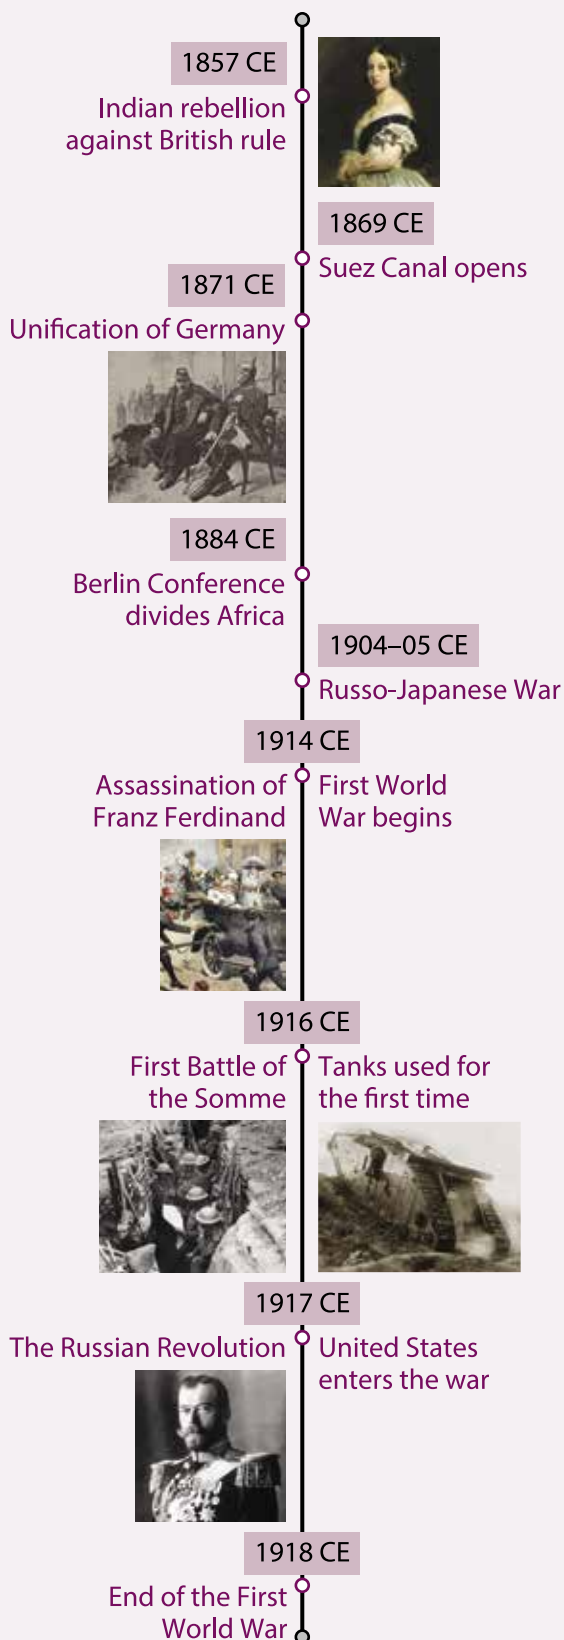 1857 CE
Indian rebellion
against British rule
1869 CE
Suez Canal opens
1871 CE
Unification of Germany
1884 CE
Berlin Conference
divides Africa
1904–05 CE
Russo-Japanese War
1914 CE
Assassination of
Franz Ferdinand
First World
War begins
1916 CE
First Battle of
the Somme
Tanks used for
the first time
1917 CE
The Russian Revolution
United States
enters the war
1918 CE
End of the First
World War